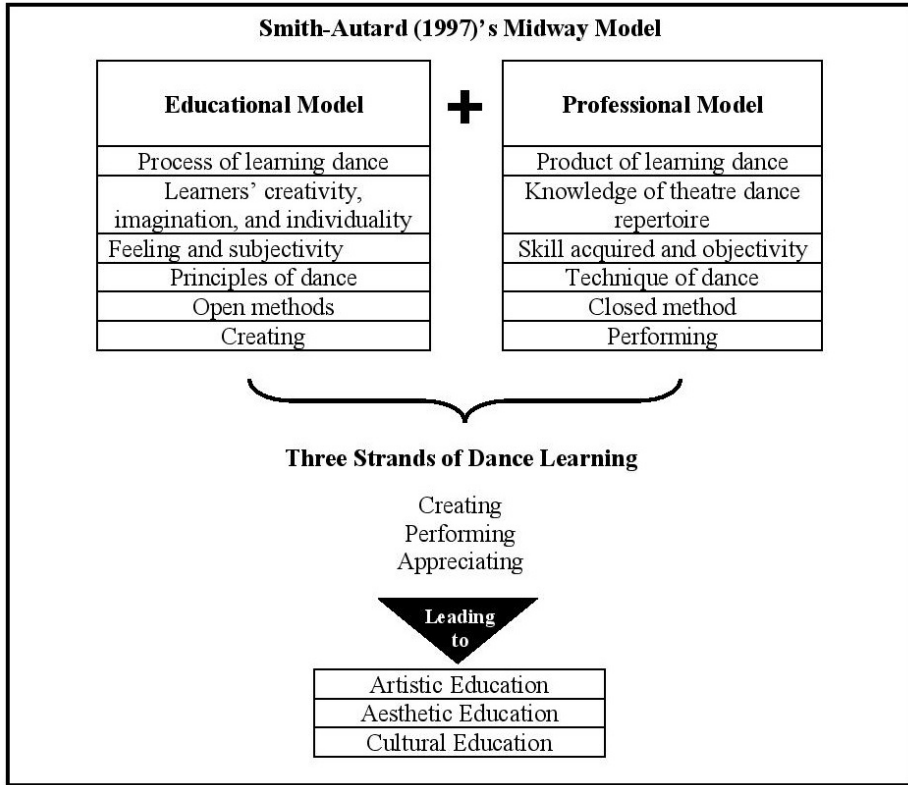 Smith-Autard (1997)'s Midway Model
Educational Model
Process of learning dance
Learners' creativity,
imagination, and individuality
Feeling and subjectivity
Principles of dance
Open methods
Creating
+
Professional Model
Product of learning dance
Knowledge of theatre dance
repertoire
Skill acquired and objectivity
Technique of dance
Closed method
Performing
Three Strands of Dance Learning
Creating
Performing
Appreciating
Leading
to
Artistic Education
Aesthetic Education
Cultural Education